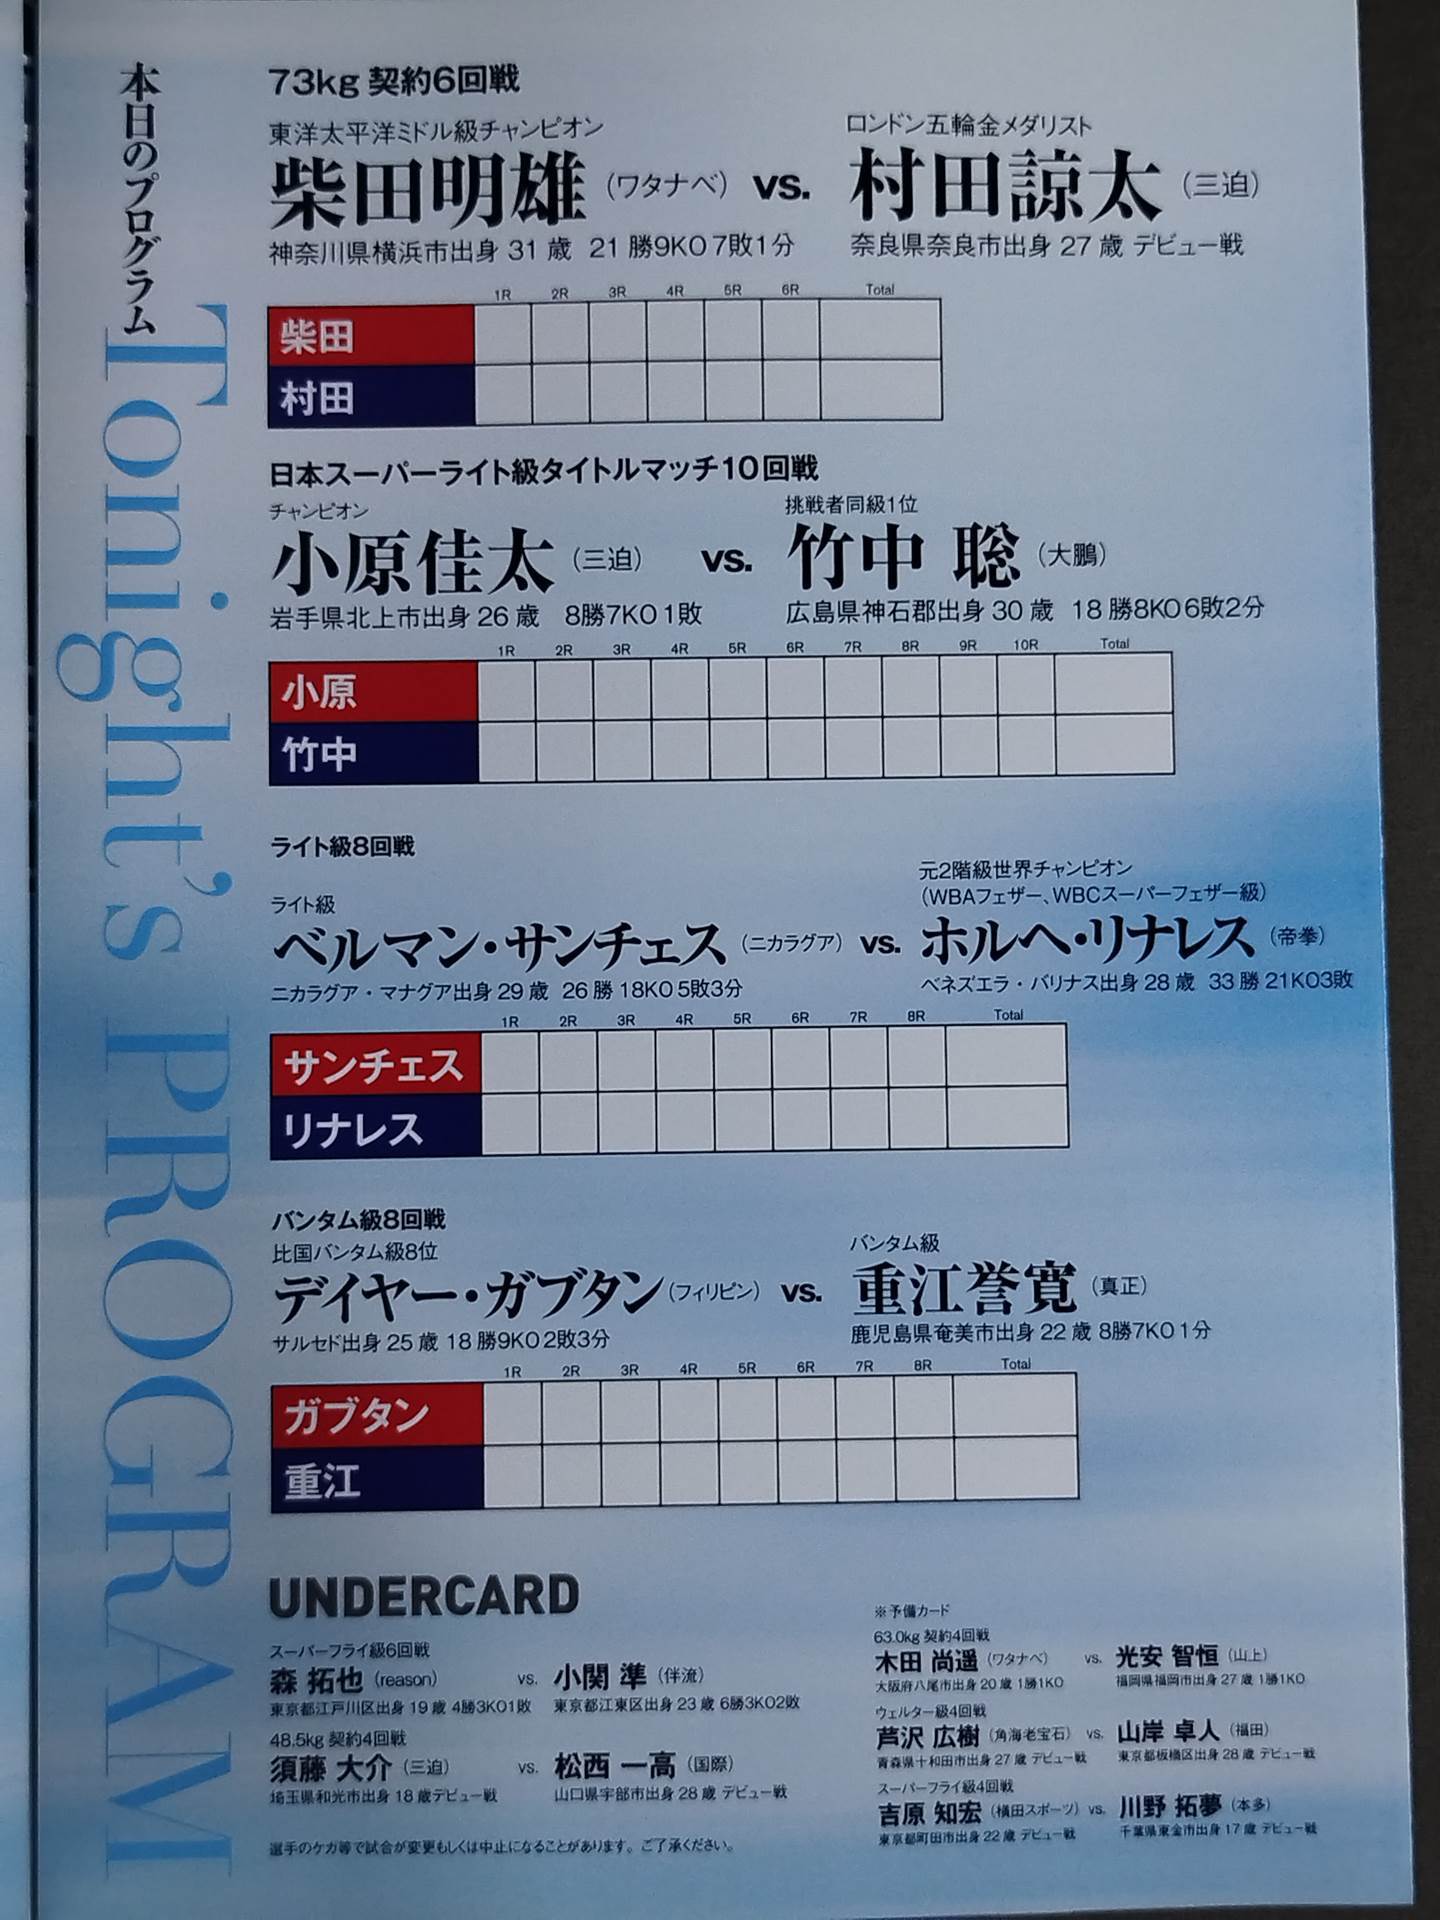 本日のプログラム
Tonight's PROGRAM
73kg 契約6回戦
東洋太平洋ミドル級チャンピオン
柴田明雄（ワタナベ） vs.
神奈川県横浜市出身 31 歳 21 勝9KO 7敗1分
ロンドン五輪金メダリスト
村田諒太（三迫）
奈良県奈良市出身 27 歳 デビュー戦
1R 2R 3R 4R 5R 6R Total
柴田
村田
日本スーパーライト級タイトルマッチ10回戦
チャンピオン
小原佳太（三迫） vs.
岩手県北上市出身 26 歳 8勝7KO 1敗
挑戦者同級1位
竹中 聡（大鵬）
広島県神石郡出身 30 歳 18 勝8KO 6敗2分
1R 2R 3R 4R 5R 6R 7R 8R 9R 10R Total
小原
竹中
ライト級8回戦
ライト級
ベルマン・サンチェス（ニカラグア） vs.
ニカラグア・マナグア出身 29 歳 26 勝 18KO 5敗3分
元2階級世界チャンピオン
（WBAフェザー、WBCスーパーフェザー級）
ホルヘ・リナレス（帝拳）
ベネズエラ・バリナス出身 28 歳 33 勝 21KO3敗
1R 2R 3R 4R 5R 6R 7R 8R Total
サンチェス
リナレス
バンタム級8回戦
比国バンタム級8位
デイヤー・ガブタン（フィリピン） vs.
サルセド出身 25 歳 18 勝9KO 2敗3分
バンタム級
重江誉寛（真正）
鹿児島県奄美市出身 22 歳 8勝7KO 1分
1R 2R 3R 4R 5R 6R 7R 8R Total
ガブタン
重江
UNDERCARD
スーパーフライ級6回戦
森 拓也（reason） vs. 小関 準（伴流）
東京都江戸川区出身 19 歳 4勝3KO1敗 東京都江東区出身 23 歳 6勝3KO2敗
48.5kg 契約4回戦
須藤 大介（三迫） vs. 松西 一高（国際）
埼玉県和光市出身 18 歳デビュー戦 山口県宇部市出身 28 歳 デビュー戦
選手のケガ等で試合が変更もしくは中止になることがあります。ご了承ください。
※予備カード
63.0kg 契約4回戦
木田 尚遥（ワタナベ） vs. 光安 智恒（山上）
大阪府八尾市出身 20 歳 1勝1KO 福岡県福岡市出身 27 歳 1勝1KO
ウェルター級4回戦
芦沢 広樹（角海老宝石） vs. 山岸 卓人（福田）
青森県十和田市出身 27 歳 デビュー戦 東京都板橋区出身 28 歳 デビュー戦
スーパーフライ級4回戦
吉原 知宏（横田スポーツ） vs. 川野 拓夢（本多）
東京都町田市出身 22 歳 デビュー戦 千葉県東金市出身 17 歳 デビュー戦